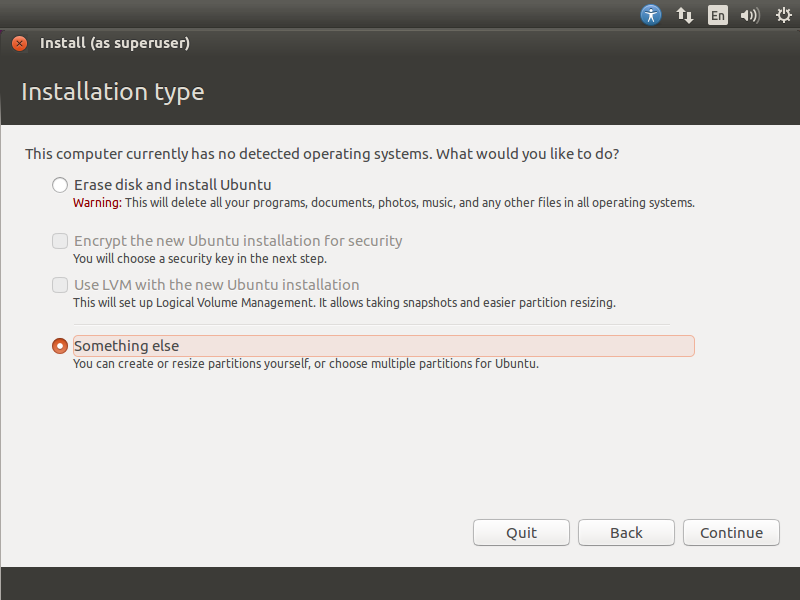 En
Install (as superuser)
Installation type
This computer currently has no detected operating systems. What would you like to do?
Erase disk and install Ubuntu
Warning: This will delete all your programs, documents, photos, music, and any other files in all operating systems.
Encrypt the new Ubuntu installation for security
You will choose a security key in the next step.
Use LVM with the new Ubuntu installation
This will set up Logical Volume Management. It allows taking snapshots and easier partition resizing.
Something else
You can create or resize partitions yourself, or choose multiple partitions for Ubuntu.
Quit Back Continue